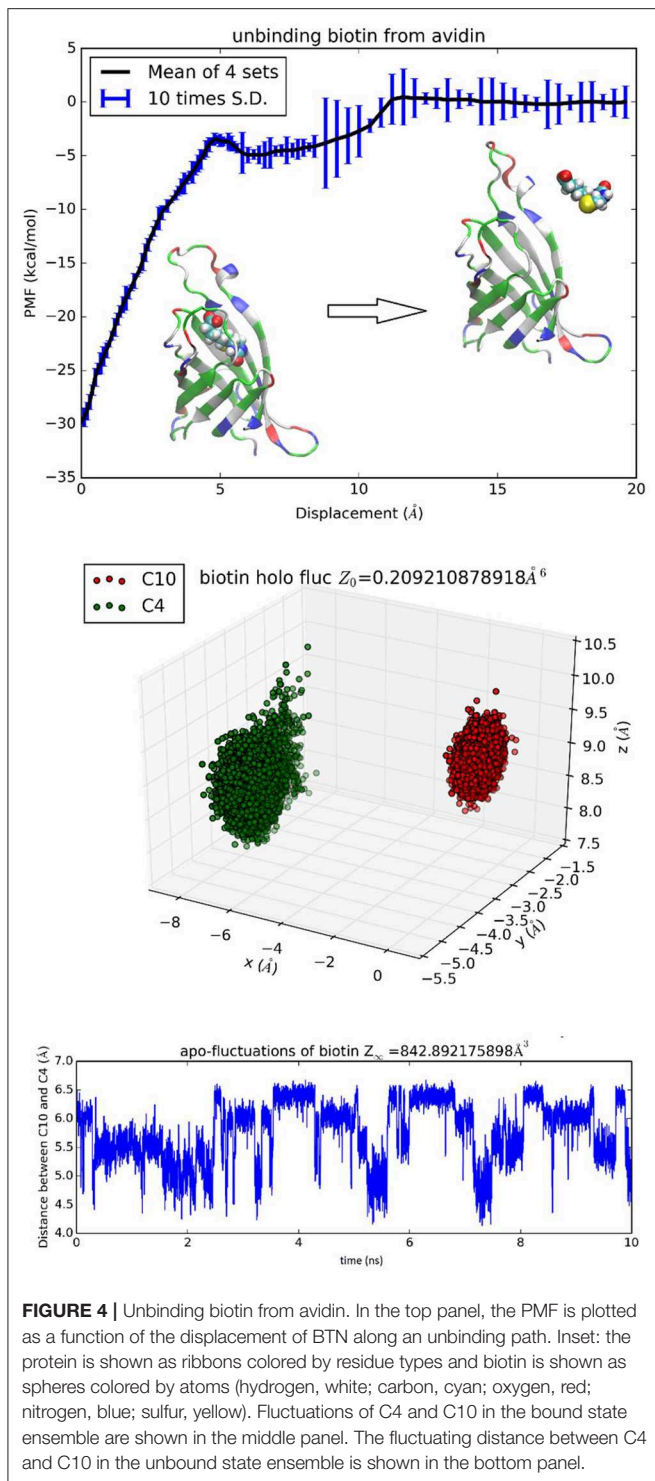 unbinding biotin from avidin
Mean of 4 sets
10 times S.D.
PMF (kcal/mol)
5
0
−5
−10
−15
−20
−25
−30
−35
0
5
10
15
20
Displacement (Å)
biotin holo fluc Z₀=0.209210878918Å⁶
C10
C4
10.5
10.0
9.5
9.0
8.5
8.0
7.5
z (Å)
−1.5
−2.0
−2.5
−3.0
−3.5
−4.0
−4.5
−5.0
−5.5
y (Å)
−8
−6
−4
−2
0
x (Å)
apo-fluctuations of biotin Z∞ =842.892175898Å³
Distance between C10 and C4 (Å)
7.0
6.5
6.0
5.5
5.0
4.5
4.0
0
2
4
6
8
10
time (ns)
FIGURE 4 | Unbinding biotin from avidin. In the top panel, the PMF is plotted
as a function of the displacement of BTN along an unbinding path. Inset: the
protein is shown as ribbons colored by residue types and biotin is shown as
spheres colored by atoms (hydrogen, white; carbon, cyan; oxygen, red;
nitrogen, blue; sulfur, yellow). Fluctuations of C4 and C10 in the bound state
ensemble are shown in the middle panel. The fluctuating distance between C4
and C10 in the unbound state ensemble is shown in the bottom panel.